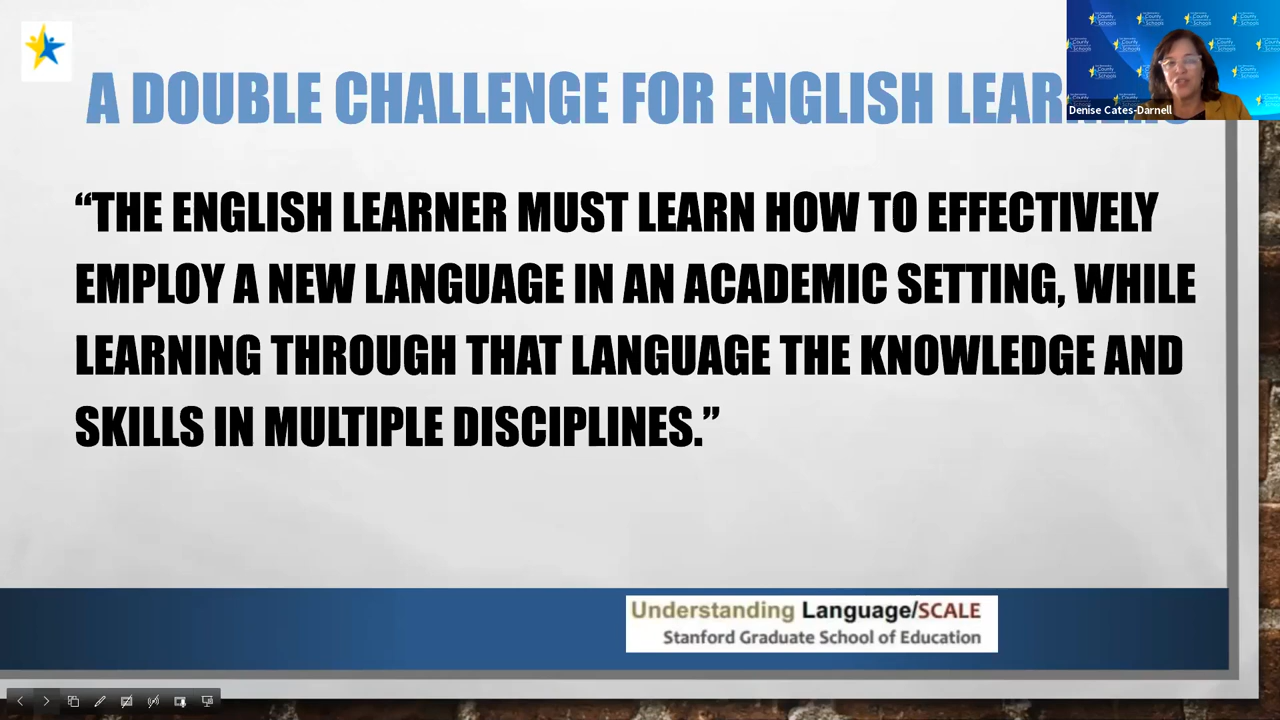 A DOUBLE CHALLENGE FOR ENGLISH
Denise Cates-Darnell
“THE ENGLISH LEARNER MUST LEARN HOW TO EFFECTIVELY
EMPLOY A NEW LANGUAGE IN AN ACADEMIC SETTING, WHILE
LEARNING THROUGH THAT LANGUAGE THE KNOWLEDGE AND
SKILLS IN MULTIPLE DISCIPLINES.”
Understanding Language/SCALE
Stanford Graduate School of Education